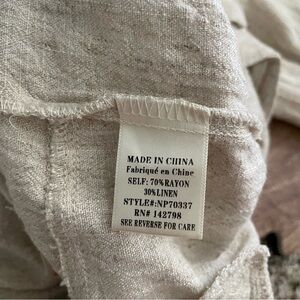 MADE IN CHINA
Fabriqué en Chine
SELF: 70%RAYON
30%LINEN
STYLE#:NP70337
RN# 142798
SEE REVERSE FOR CARE